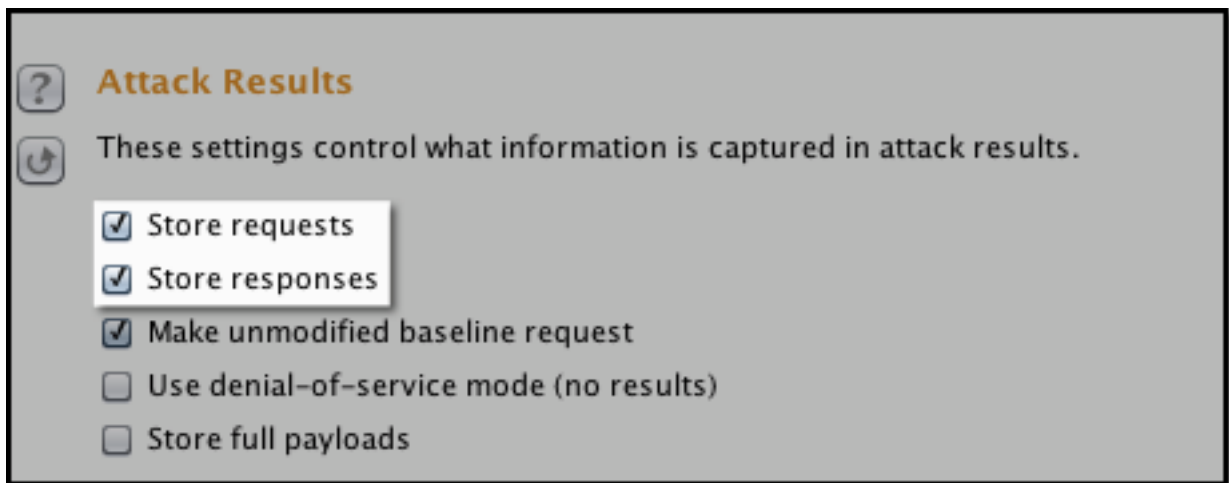 Attack Results
?
These settings control what information is captured in attack results.
Store requests
Store responses
Make unmodified baseline request
Use denial-of-service mode (no results)
Store full payloads